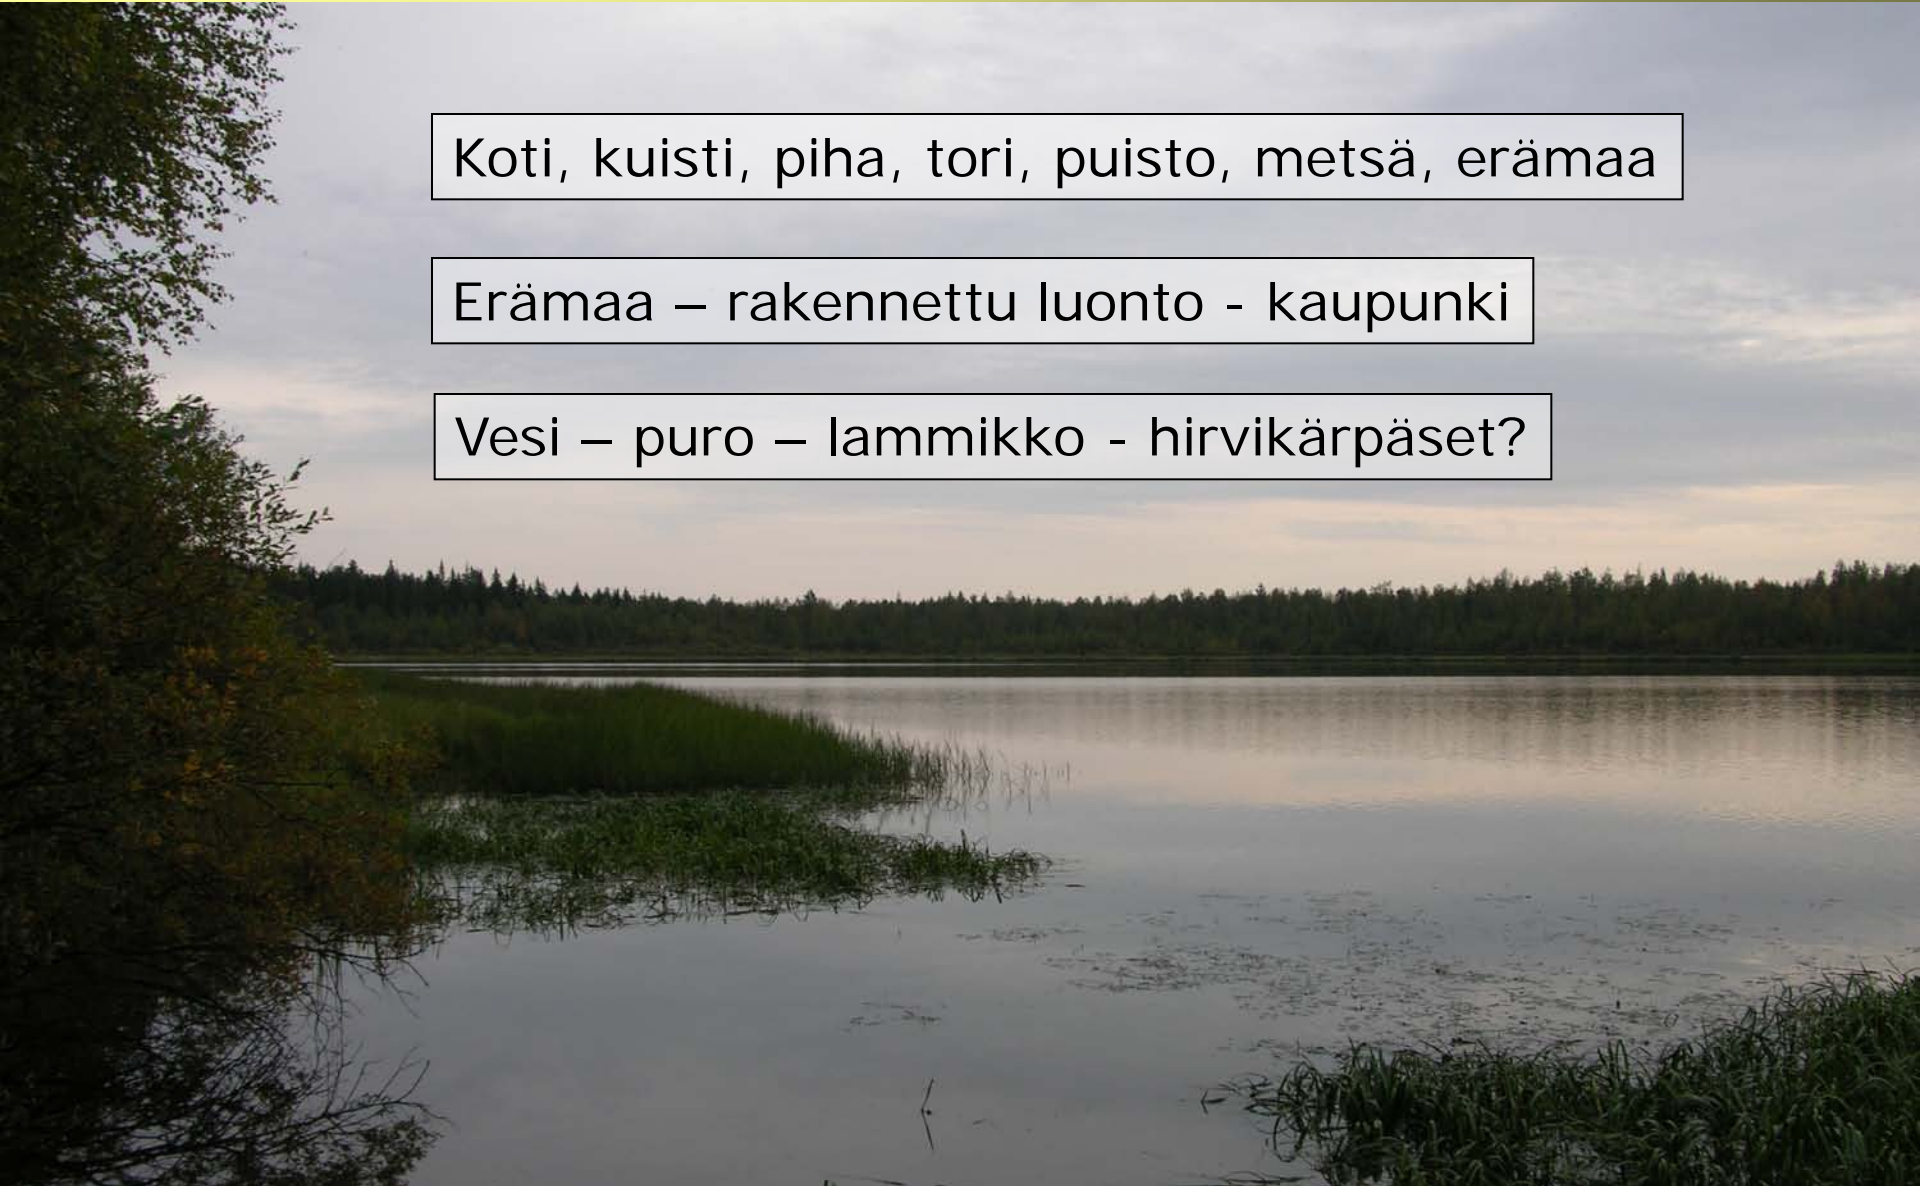 Koti, kuisti, piha, tori, puisto, metsä, erämaa
Erämaa – rakennettu luonto - kaupunki
Vesi – puro – lammikko - hirvikärpäset?